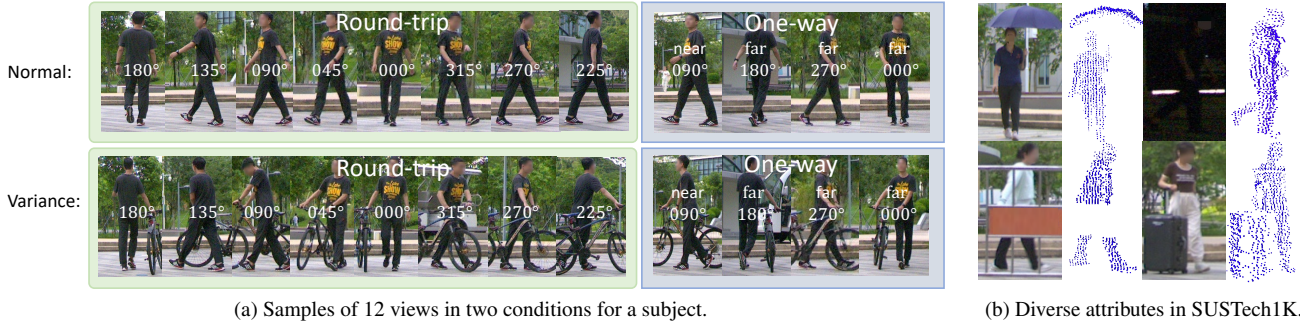 Round-trip
One-way
Normal:
180° 135° 090° 045° 000° 315° 270° 225°
near 090° far 180° far 270° far 000°
SHOW
Round-trip
One-way
Variance:
180° 135° 090° 045° 000° 315° 270° 225°
near 090° far 180° far 270° far 000°
(a) Samples of 12 views in two conditions for a subject.
(b) Diverse attributes in SUSTech1K.